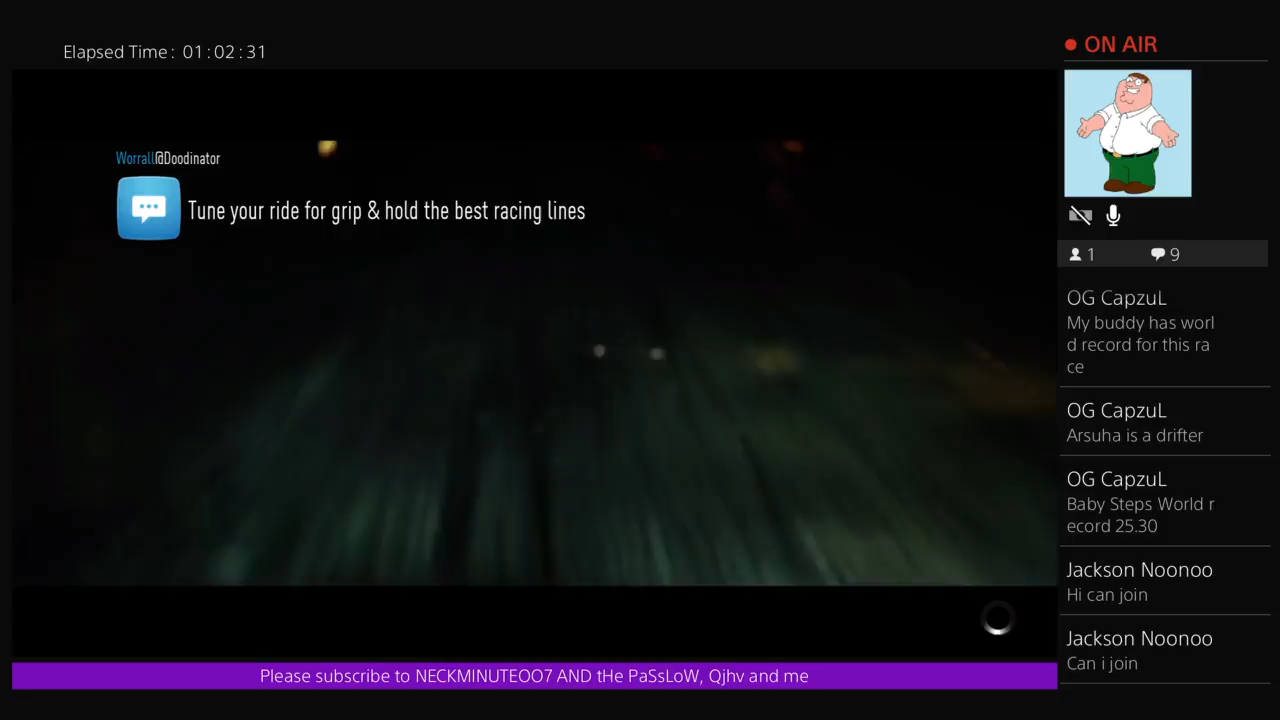 Elapsed Time: 01:02:31
ON AIR
Worrall@Doodinator
Tune your ride for grip & hold the best racing lines
1 9
OG CapzuL
My buddy has worl
d record for this ra
ce
OG CapzuL
Arsuha is a drifter
OG CapzuL
Baby Steps World r
ecord 25.30
Jackson Noonoo
Hi can join
Jackson Noonoo
Can i join
Please subscribe to NECKMINUTEOO7 AND tHe PaSsLoW, Qjhv and me